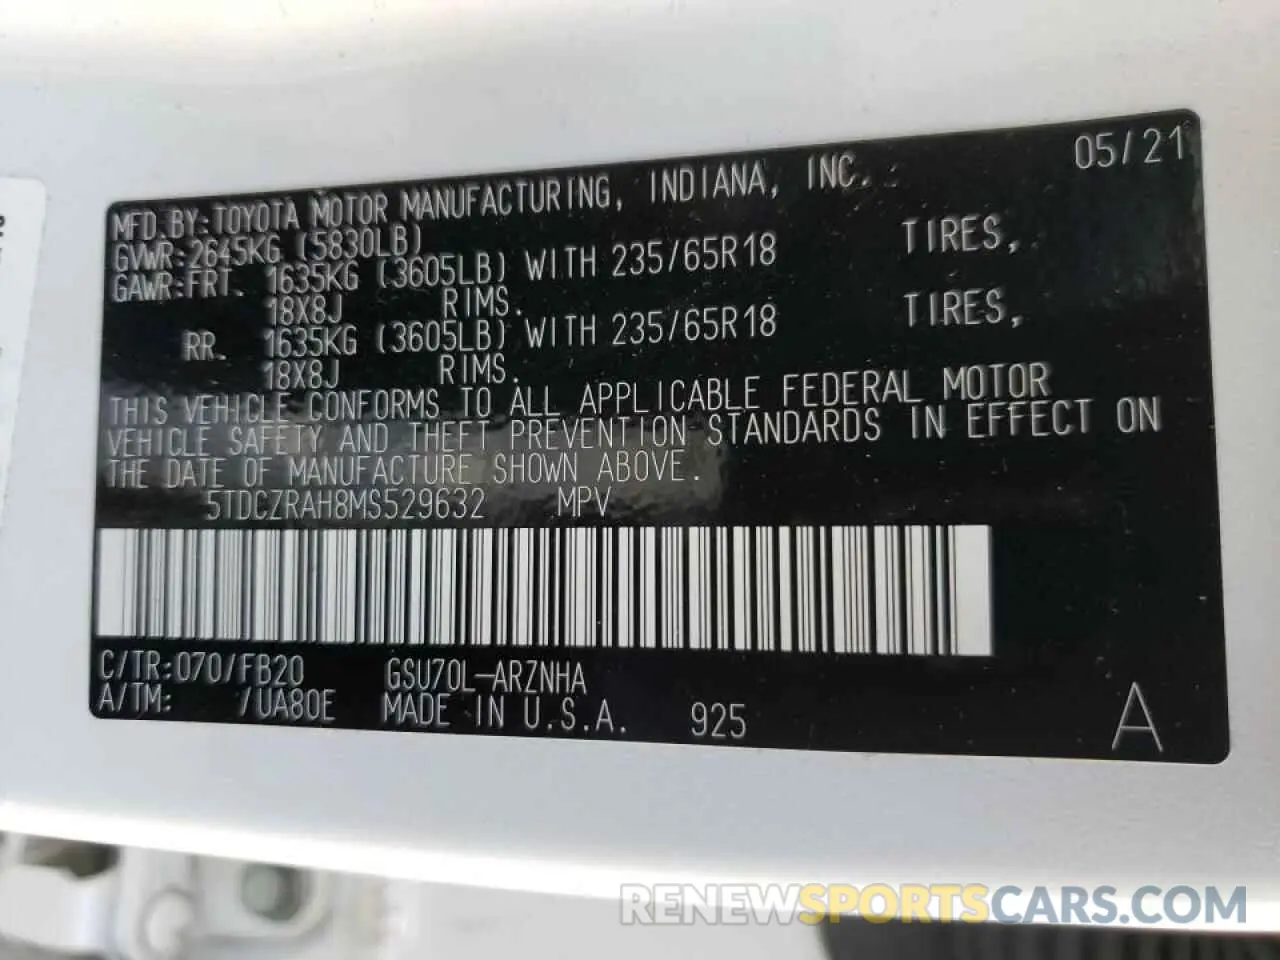 05/21
MFD.BY:TOYOTA MOTOR MANUFACTURING, INDIANA, INC.
GVWR:2645KG (5830LB)
GAWR:FRT. 1635KG (3605LB) WITH 235/65R18 TIRES,
18X8J RIMS.
RR. 1635KG (3605LB) WITH 235/65R18 TIRES,
18X8J RIMS.
THIS VEHICLE CONFORMS TO ALL APPLICABLE FEDERAL MOTOR
VEHICLE SAFETY AND THEFT PREVENTION STANDARDS IN EFFECT ON
THE DATE OF MANUFACTURE SHOWN ABOVE.
5TDCZRAH8MS529632 MPV
C/TR:070/FB20 GSU70L-ARZNHA
A/TM: /UA80E MADE IN U.S.A. 925
A
RENEWSPORTSCARS.COM